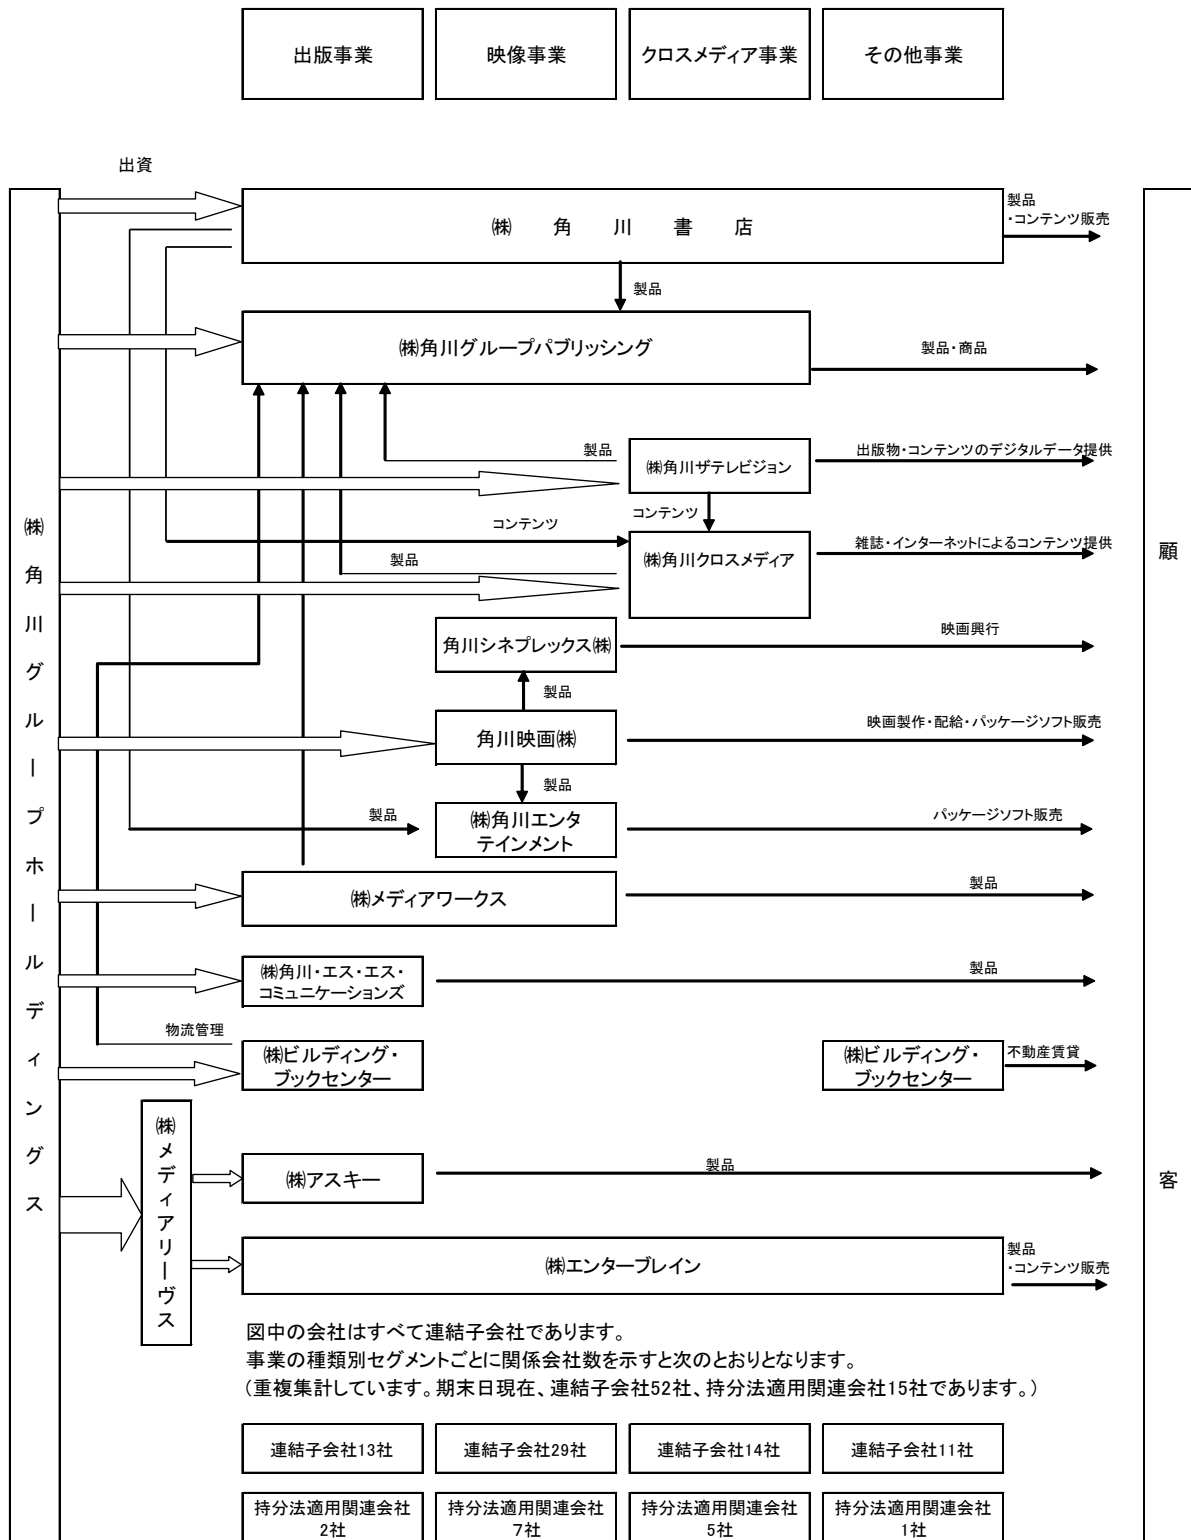 出版事業
映像事業
クロスメディア事業
その他事業
出資
㈱角川グループホールディングス
顧客
㈱角川書店
製品
・コンテンツ販売
製品
㈱角川グループパブリッシング
製品・商品
製品
㈱角川ザテレビジョン
出版物・コンテンツのデジタルデータ提供
コンテンツ
コンテンツ
㈱角川クロスメディア
雑誌・インターネットによるコンテンツ提供
製品
角川シネプレックス㈱
映画興行
製品
角川映画㈱
映画製作・配給・パッケージソフト販売
製品
製品
㈱角川エンタ
テインメント
パッケージソフト販売
㈱メディアワークス
製品
㈱角川・エス・エス・
コミュニケーションズ
製品
物流管理
㈱ビルディング・
ブックセンター
㈱ビルディング・
ブックセンター
不動産賃貸
㈱メディアリーヴス
㈱アスキー
製品
㈱エンターブレイン
製品
・コンテンツ販売
図中の会社はすべて連結子会社であります。
事業の種類別セグメントごとに関係会社数を示すと次のとおりとなります。
（重複集計しています。期末日現在、連結子会社52社、持分法適用関連会社15社であります。）
連結子会社13社
連結子会社29社
連結子会社14社
連結子会社11社
持分法適用関連会社
2社
持分法適用関連会社
７社
持分法適用関連会社
5社
持分法適用関連会社
1社